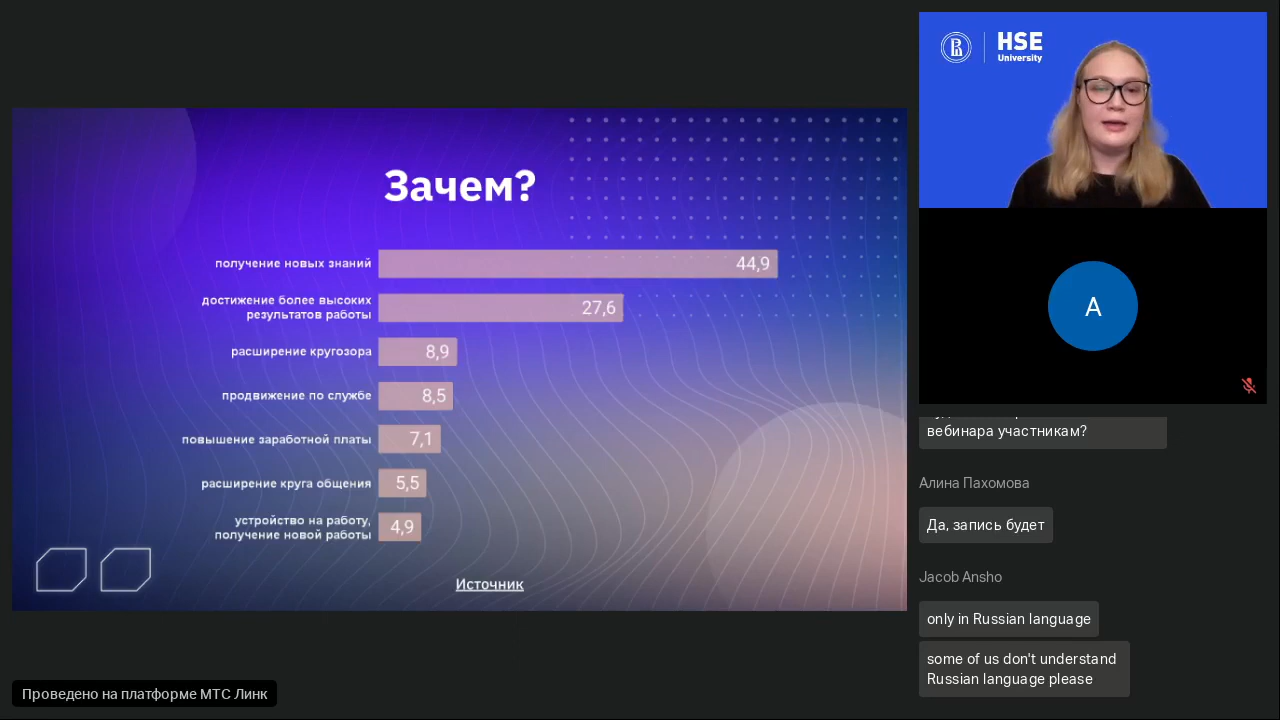 Зачем?
получение новых знаний
44,9
достижение более высоких
результатов работы
27,6
расширение кругозора
8,9
продвижение по службе
8,5
повышение заработной платы
7,1
расширение круга общения
5,5
устройство на работу,
получение новой работы
4,9
Источник
Проведено на платформе МТС Линк
HSE
University
A
вебинара участникам?
Алина Пахомова
Да, запись будет
Jacob Ansho
only in Russian language
some of us don't understand
Russian language please